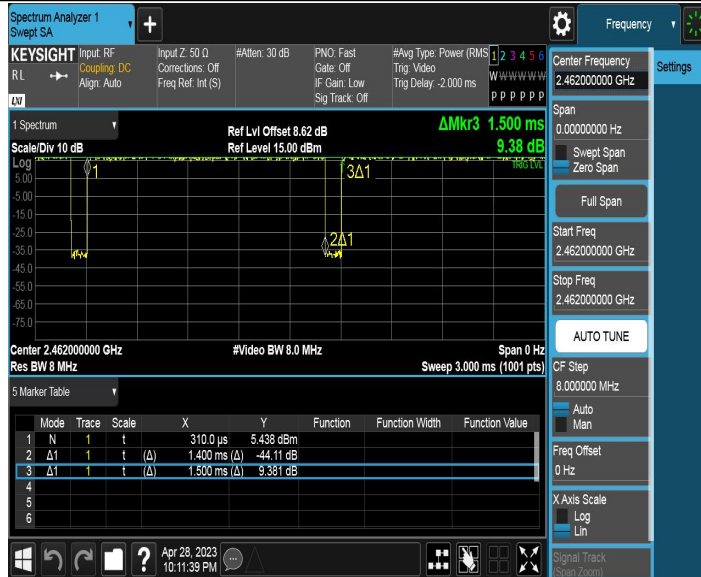 Spectrum Analyzer 1
Swept SA
+
Frequency
KEYSIGHT
RL
LXI
Input: RF
Coupling: DC
Align: Auto
Input Z: 50 Ω
Corrections: Off
Freq Ref: Int (S)
#Atten: 30 dB
PNO: Fast
Gate: Off
IF Gain: Low
Sig Track: Off
#Avg Type: Power (RMS
Trig: Video
Trig Delay: -2.000 ms
1 2 3 4 5 6
W W W W W W
P P P P P P
Center Frequency
2.462000000 GHz
Settings
Span
0.00000000 Hz
Swept Span
Zero Span
Full Span
Start Freq
2.462000000 GHz
Stop Freq
2.462000000 GHz
AUTO TUNE
CF Step
8.000000 MHz
Auto
Man
Freq Offset
0 Hz
X Axis Scale
Log
Lin
Signal Track
(Span Zoom)
1 Spectrum
Scale/Div 10 dB
Ref Lvl Offset 8.62 dB
Ref Level 15.00 dBm
ΔMkr3 1.500 ms
9.38 dB
Log
TRIG LVL
1
3Δ1
2Δ1
5.00
-5.00
-15.0
-25.0
-35.0
-45.0
-55.0
-65.0
-75.0
Center 2.462000000 GHz
#Video BW 8.0 MHz
Span 0 Hz
Res BW 8 MHz
Sweep 3.000 ms (1001 pts)
5 Marker Table
Mode Trace Scale X Y Function Function Width Function Value
1 N 1 t 310.0 µs 5.438 dBm
2 Δ1 1 t (Δ) 1.400 ms (Δ) -44.11 dB
3 Δ1 1 t (Δ) 1.500 ms (Δ) 9.381 dB
4
5
6
?
Apr 28, 2023
10:11:39 PM